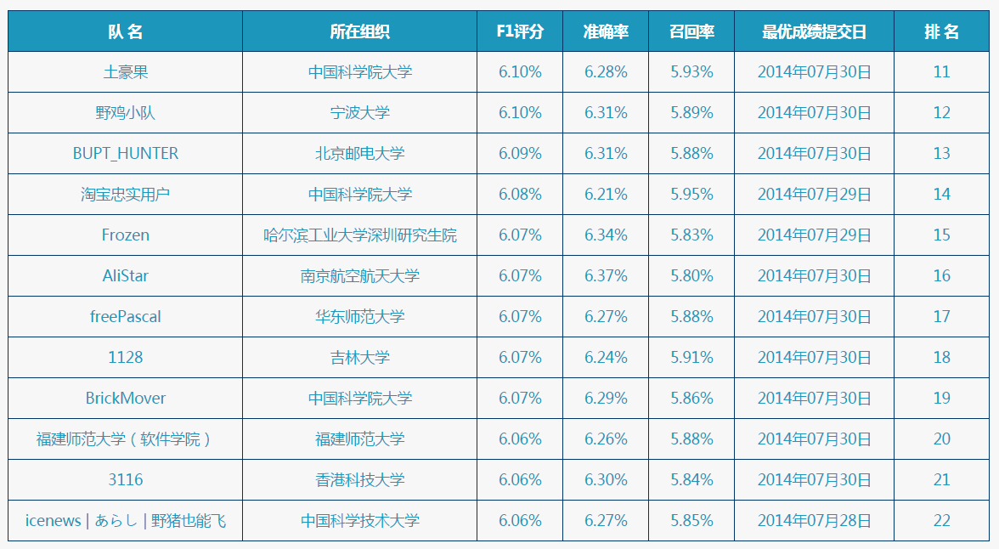 队 名 所在组织 F1评分 准确率 召回率 最优成绩提交日 排 名
土豪果 中国科学院大学 6.10% 6.28% 5.93% 2014年07月30日 11
野鸡小队 宁波大学 6.10% 6.31% 5.89% 2014年07月30日 12
BUPT_HUNTER 北京邮电大学 6.09% 6.31% 5.88% 2014年07月30日 13
淘宝忠实用户 中国科学院大学 6.08% 6.21% 5.95% 2014年07月29日 14
Frozen 哈尔滨工业大学深圳研究生院 6.07% 6.34% 5.83% 2014年07月29日 15
AliStar 南京航空航天大学 6.07% 6.37% 5.80% 2014年07月30日 16
freePascal 华东师范大学 6.07% 6.27% 5.88% 2014年07月30日 17
1128 吉林大学 6.07% 6.24% 5.91% 2014年07月30日 18
BrickMover 中国科学院大学 6.07% 6.29% 5.86% 2014年07月30日 19
福建师范大学（软件学院） 福建师范大学 6.06% 6.26% 5.88% 2014年07月30日 20
3116 香港科技大学 6.06% 6.30% 5.84% 2014年07月30日 21
icenews | あらし | 野猪也能飞 中国科学技术大学 6.06% 6.27% 5.85% 2014年07月28日 22